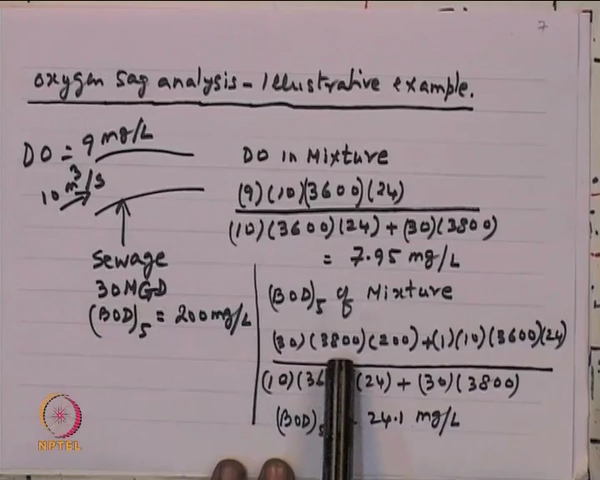 7
Oxygen sag analysis - Illustrative example.
DO = 9 mg/L
10 m³/s
Sewage
30 MGD
(BOD)₅ = 200 mg/L
DO in Mixture
(9)(10)(3600)(24)
(10)(3600)(24) + (30)(3800)
= 7.95 mg/L
(BOD)₅ of Mixture
(30)(3800)(200) + (1)(10)(3600)(24)
(10)(36 (24) + (30)(3800)
(BOD)₅ 24.1 mg/L
NPTEL